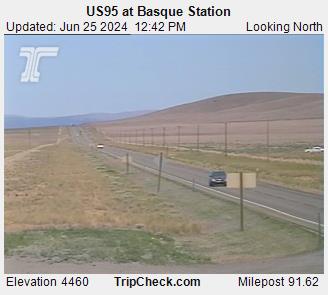 US95 at Basque Station
Updated: Jun 25 2024 12:42 PM Looking North
Elevation 4460 TripCheck.com Milepost 91.62